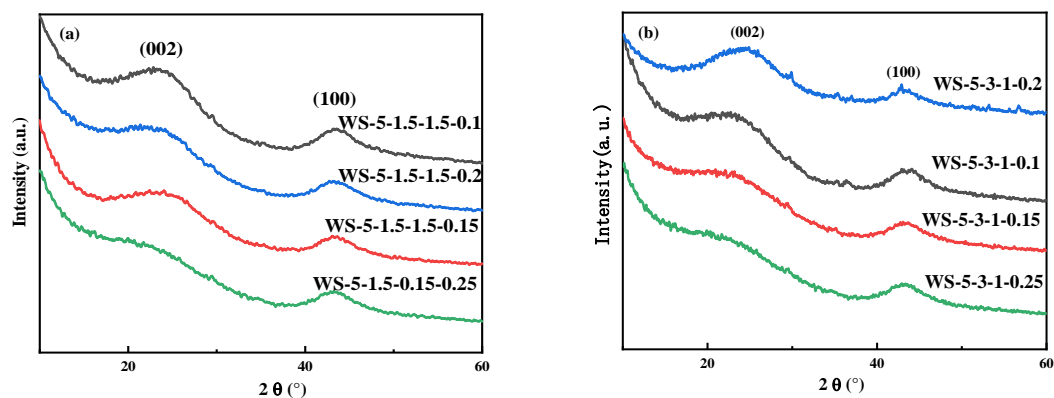 (a)
(002)
(100)
WS-5-1.5-1.5-0.1
WS-5-1.5-1.5-0.2
WS-5-1.5-1.5-0.15
WS-5-1.5-0.15-0.25
Intensity (a.u.)
20
40
60
2 θ (°)
(b)
(002)
(100)
WS-5-3-1-0.2
WS-5-3-1-0.1
WS-5-3-1-0.15
WS-5-3-1-0.25
Intensity (a. u.)
20
40
60
2 θ (°)